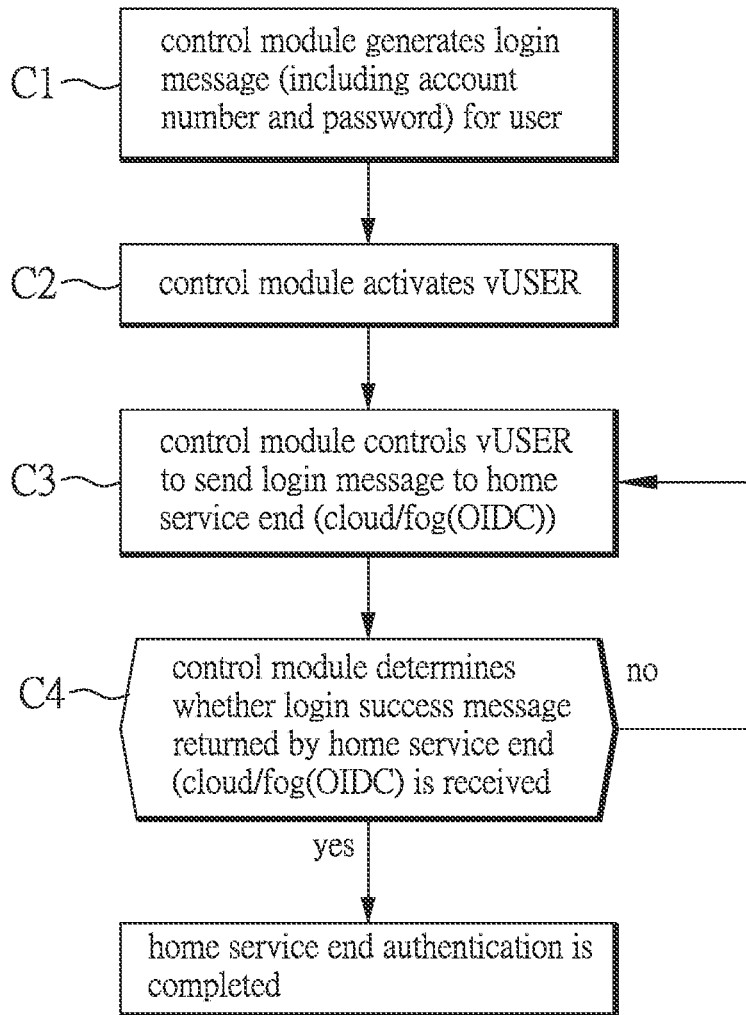 C1
control module generates login
message (including account
number and password) for user
C2
control module activates vUSER
C3
control module controls vUSER
to send login message to home
service end (cloud/fog(OIDC))
C4
control module determines
whether login success message
returned by home service end
(cloud/fog(OIDC) is received
no
yes
home service end authentication is
completed